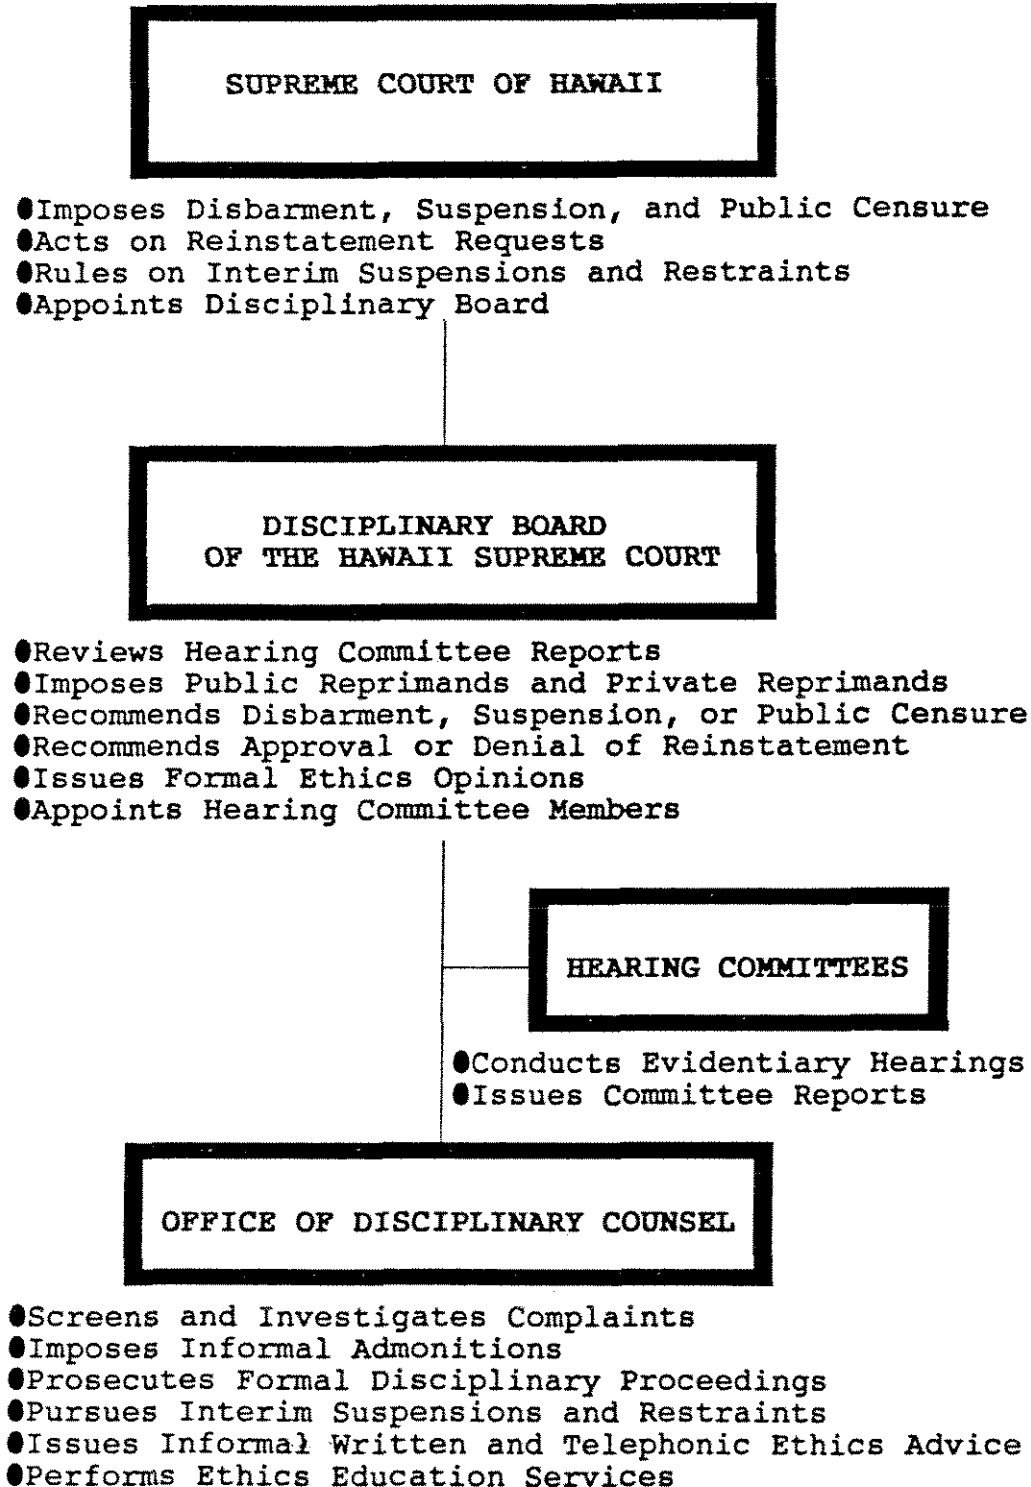 SUPREME COURT OF HAWAII
●Imposes Disbarment, Suspension, and Public Censure
●Acts on Reinstatement Requests
●Rules on Interim Suspensions and Restraints
●Appoints Disciplinary Board
DISCIPLINARY BOARD
OF THE HAWAII SUPREME COURT
●Reviews Hearing Committee Reports
●Imposes Public Reprimands and Private Reprimands
●Recommends Disbarment, Suspension, or Public Censure
●Recommends Approval or Denial of Reinstatement
●Issues Formal Ethics Opinions
●Appoints Hearing Committee Members
HEARING COMMITTEES
●Conducts Evidentiary Hearings
●Issues Committee Reports
OFFICE OF DISCIPLINARY COUNSEL
●Screens and Investigates Complaints
●Imposes Informal Admonitions
●Prosecutes Formal Disciplinary Proceedings
●Pursues Interim Suspensions and Restraints
●Issues Informal Written and Telephonic Ethics Advice
●Performs Ethics Education Services